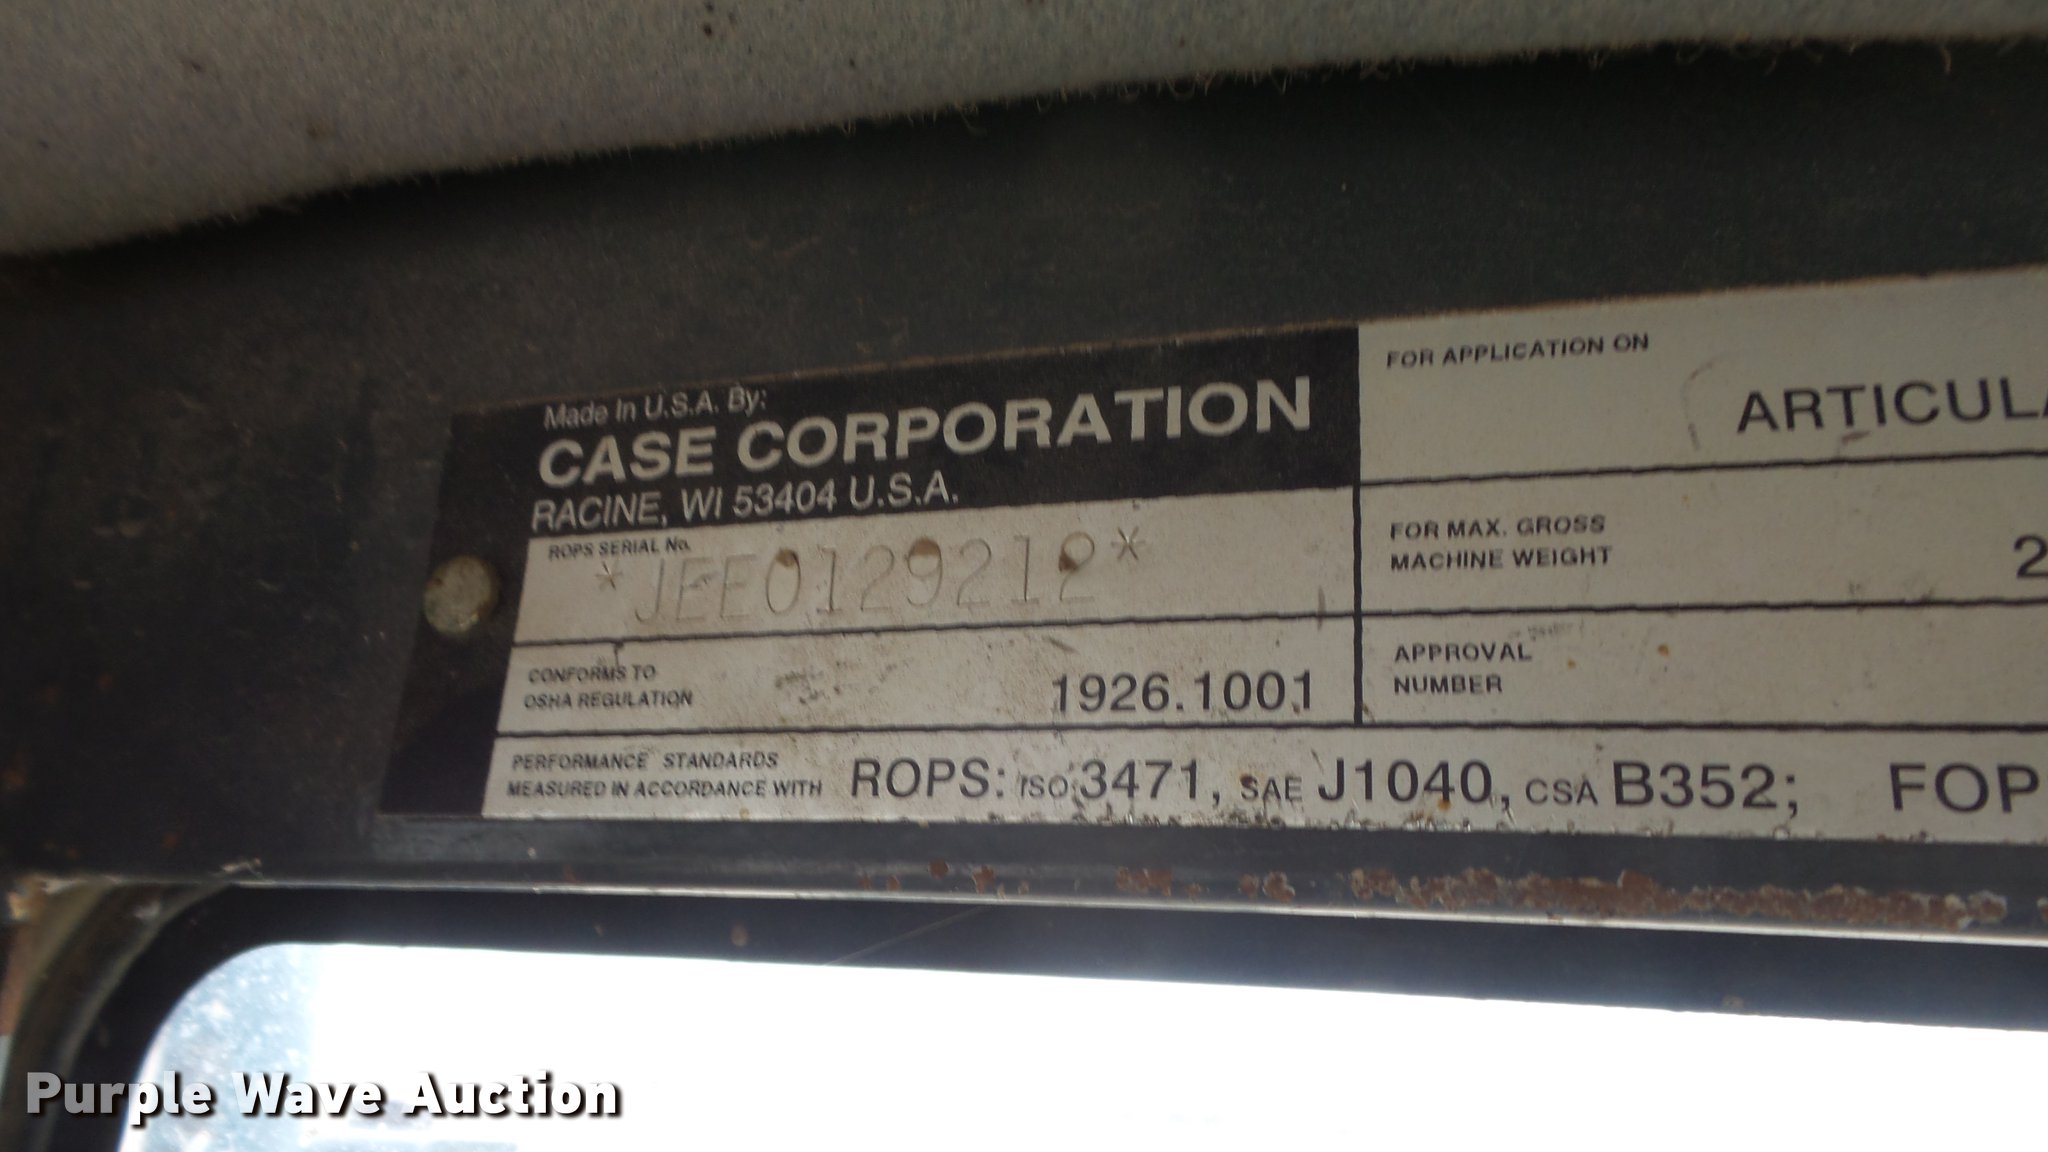 Made In U.S.A. By:
CASE CORPORATION
RACINE, WI 53404 U.S.A.
ROPS SERIAL No.
*JEE0129212*
CONFORMS TO
OSHA REGULATION
1926.1001
FOR APPLICATION ON
ARTICULA
FOR MAX. GROSS
MACHINE WEIGHT
2
APPROVAL
NUMBER
PERFORMANCE STANDARDS
MEASURED IN ACCORDANCE WITH
ROPS: ISO 3471, SAE J1040, CSA B352; FOP
Purple Wave Auction